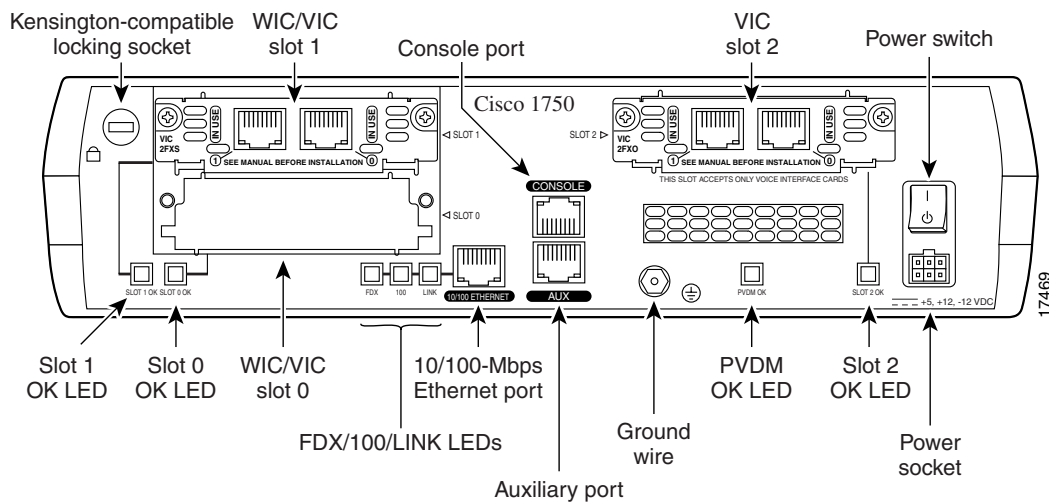 Kensington-compatible
locking socket
WIC/VIC
slot 1
Console port
VIC
slot 2
Power switch
Cisco 1750
IN USE
IN USE
VIC
2FXS
1 SEE MANUAL BEFORE INSTALLATION 0
SLOT 1
SLOT 2
IN USE
IN USE
VIC
2FXO
1 SEE MANUAL BEFORE INSTALLATION 0
THIS SLOT ACCEPTS ONLY VOICE INTERFACE CARDS
CONSOLE
SLOT 0
SLOT 1 OK
SLOT 0 OK
FDX
100
LINK
10/100 ETHERNET
AUX
PVDM OK
SLOT 2 OK
+5, +12, -12 VDC
17469
Slot 1
OK LED
Slot 0
OK LED
WIC/VIC
slot 0
10/100-Mbps
Ethernet port
PVDM
OK LED
Slot 2
OK LED
FDX/100/LINK LEDs
Ground
wire
Power
socket
Auxiliary port